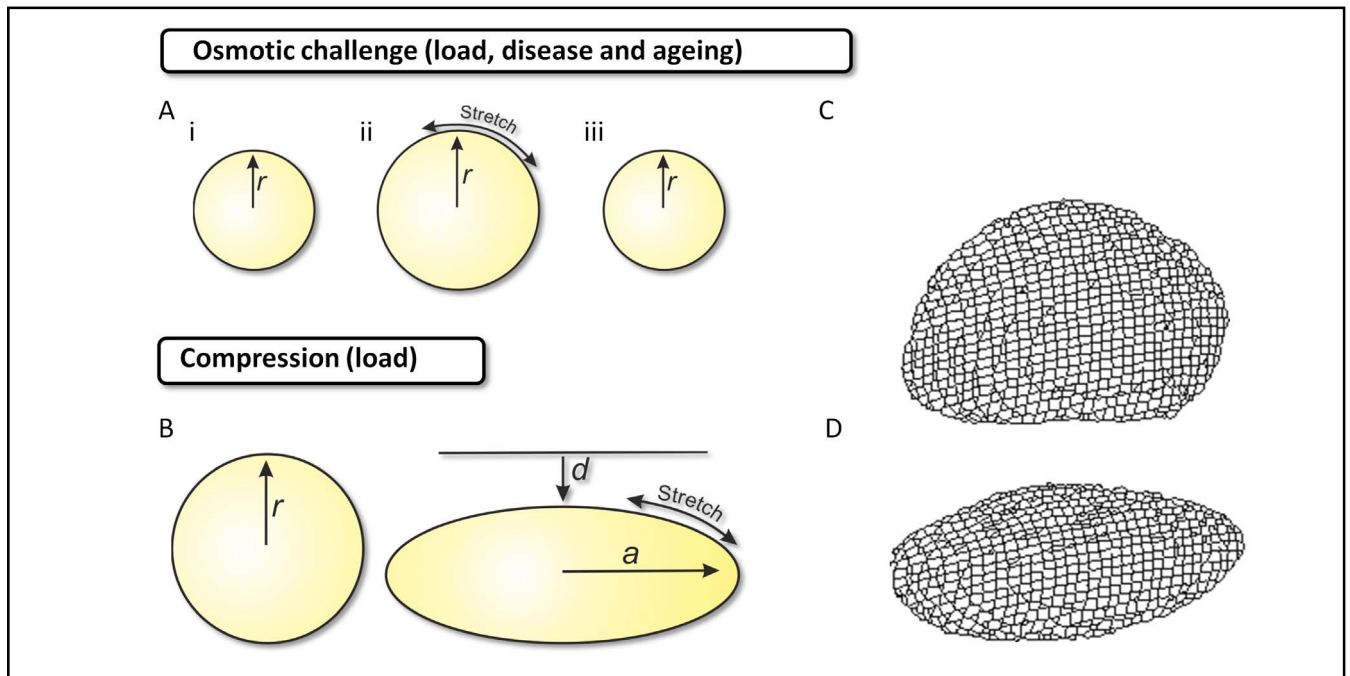 Osmotic challenge (load, disease and ageing)
A
C
i
ii
iii
Stretch
r
r
r
Compression (load)
B
D
r
d
Stretch
a